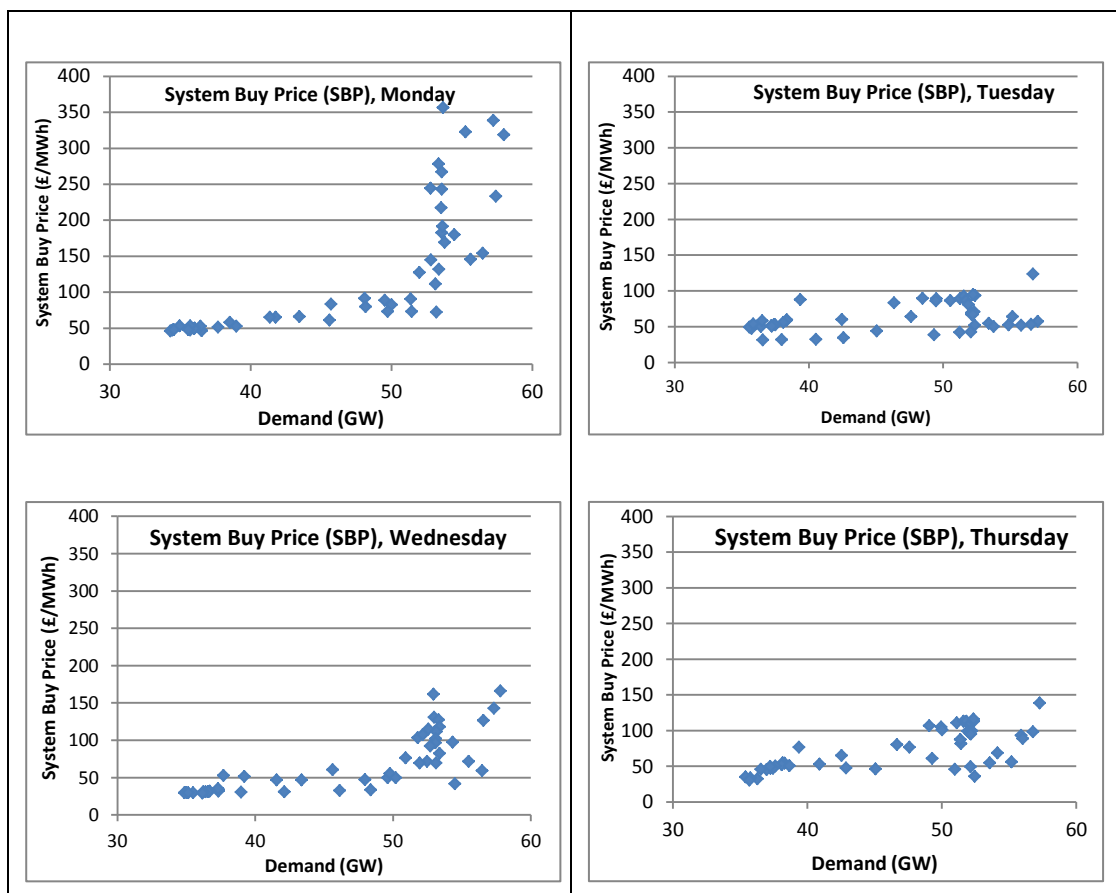 System Buy Price (SBP), Monday
System Buy Price (£/MWh)
400
350
300
250
200
150
100
50
0
30 40 50 60
Demand (GW)
System Buy Price (SBP), Tuesday
System Buy Price (£/MWh)
400
350
300
250
200
150
100
50
0
30 40 50 60
Demand (GW)
System Buy Price (SBP), Wednesday
System Buy Price (£/MWh)
400
350
300
250
200
150
100
50
0
30 40 50 60
Demand (GW)
System Buy Price (SBP), Thursday
System Buy Price (£/MWh)
400
350
300
250
200
150
100
50
0
30 40 50 60
Demand (GW)